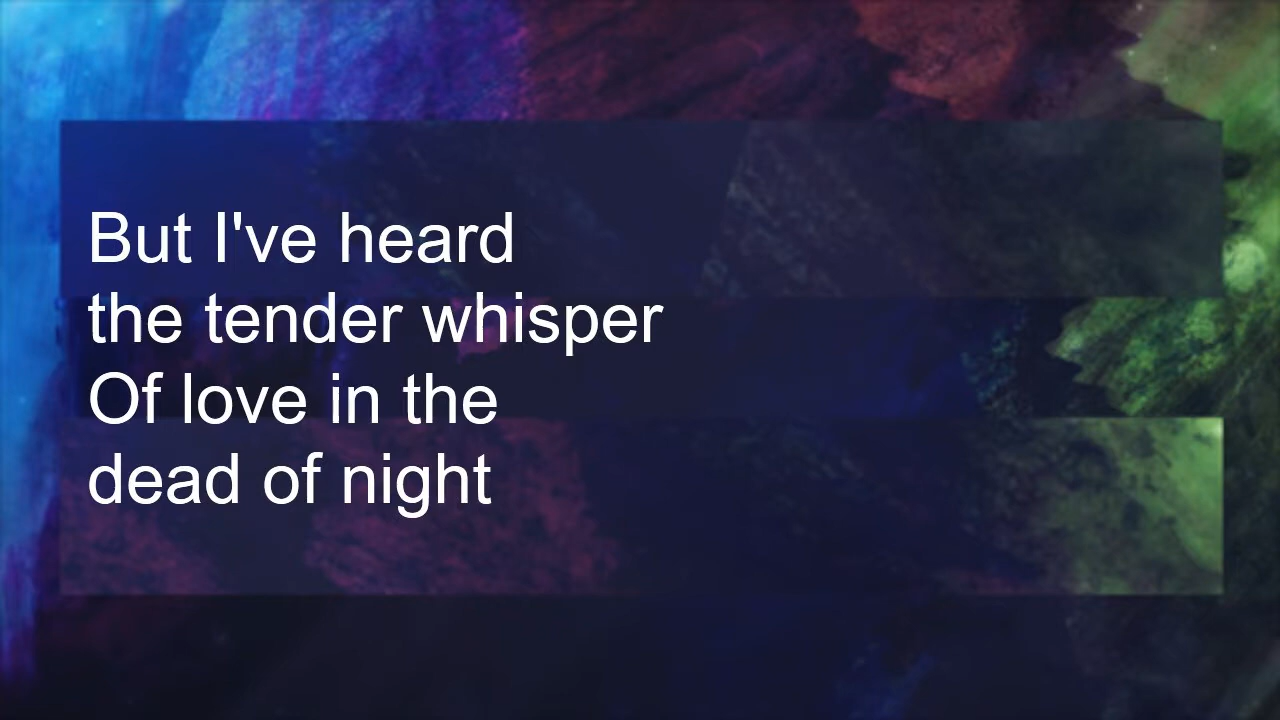 But I've heard
the tender whisper
Of love in the
dead of night